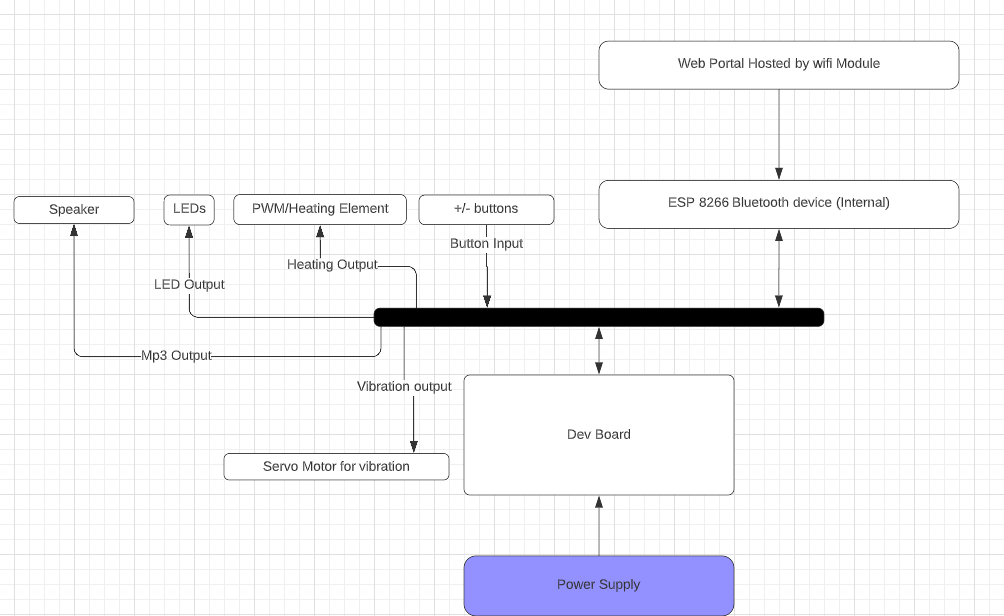 Web Portal Hosted by wifi Module
ESP 8266 Bluetooth device (Internal)
Speaker
LEDs
PWM/Heating Element
+/- buttons
Button Input
Heating Output
LED Output
Mp3 Output
Vibration output
Dev Board
Servo Motor for vibration
Power Supply